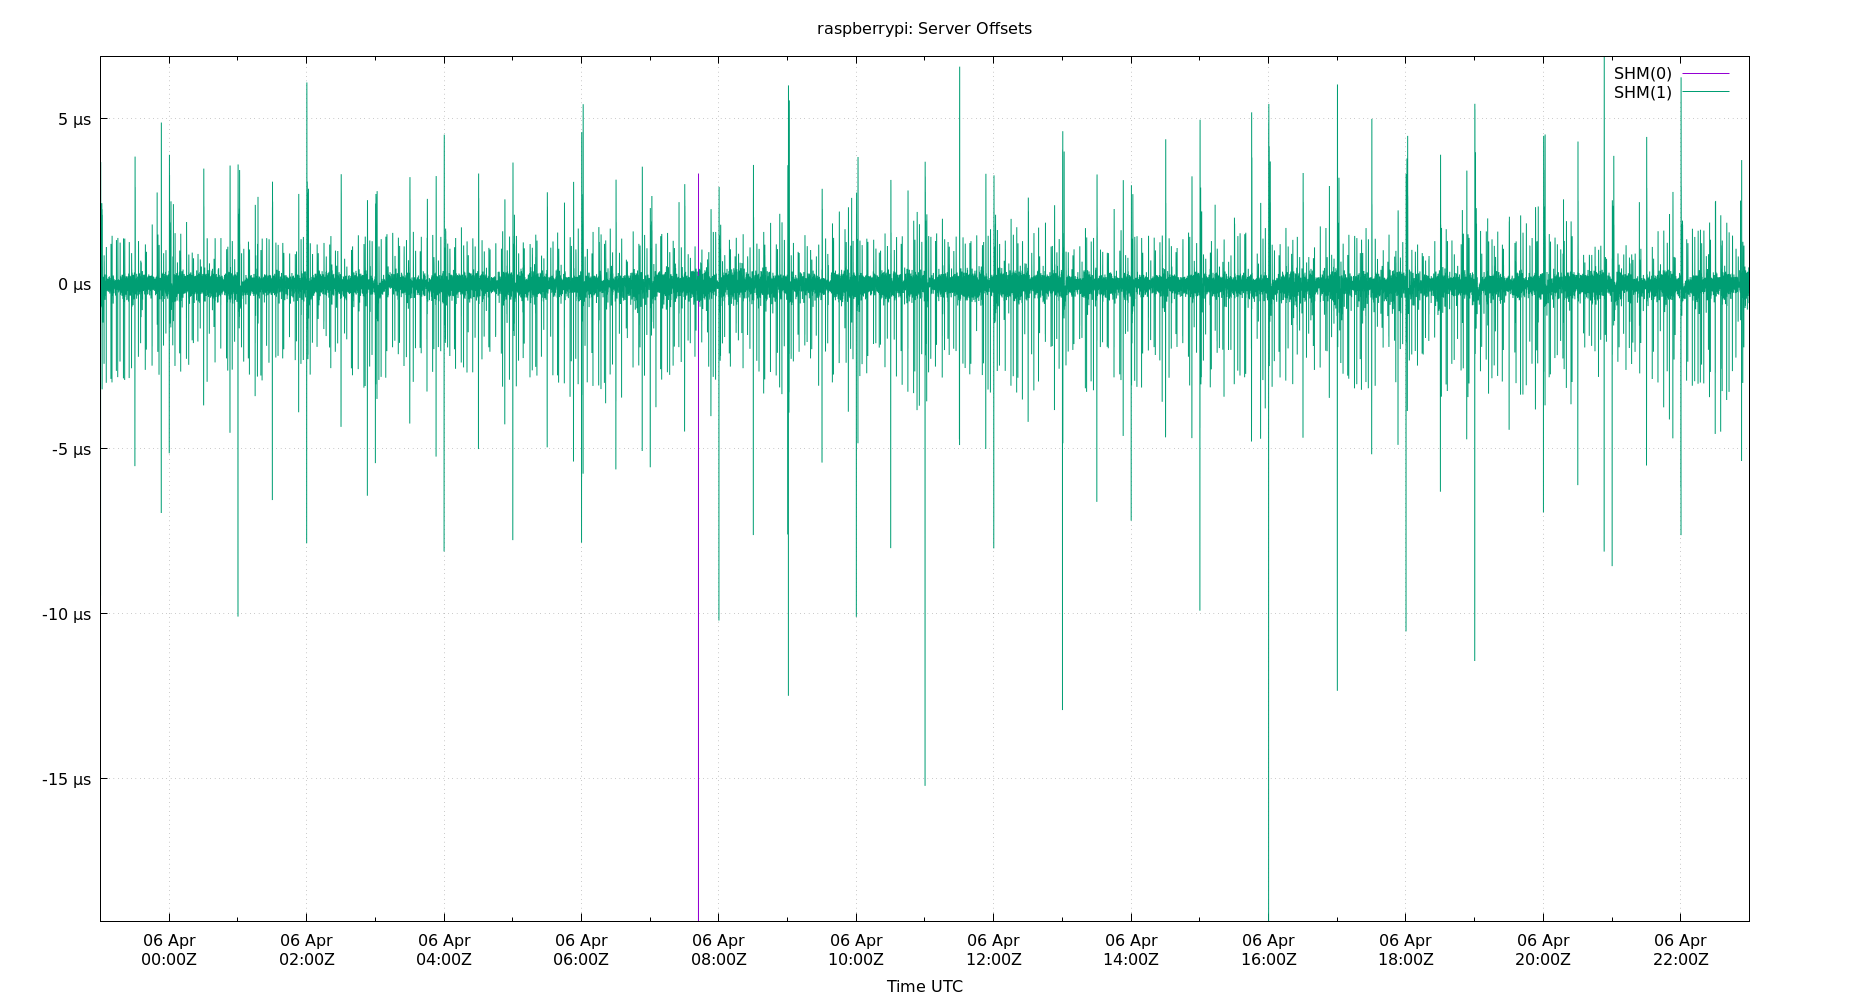 raspberrypi: Server Offsets
SHM(0)
SHM(1)
5 µs
0 µs
-5 µs
-10 µs
-15 µs
06 Apr 06 Apr 06 Apr 06 Apr 06 Apr 06 Apr 06 Apr 06 Apr 06 Apr 06 Apr 06 Apr 06 Apr
00:00Z 02:00Z 04:00Z 06:00Z 08:00Z 10:00Z 12:00Z 14:00Z 16:00Z 18:00Z 20:00Z 22:00Z
Time UTC